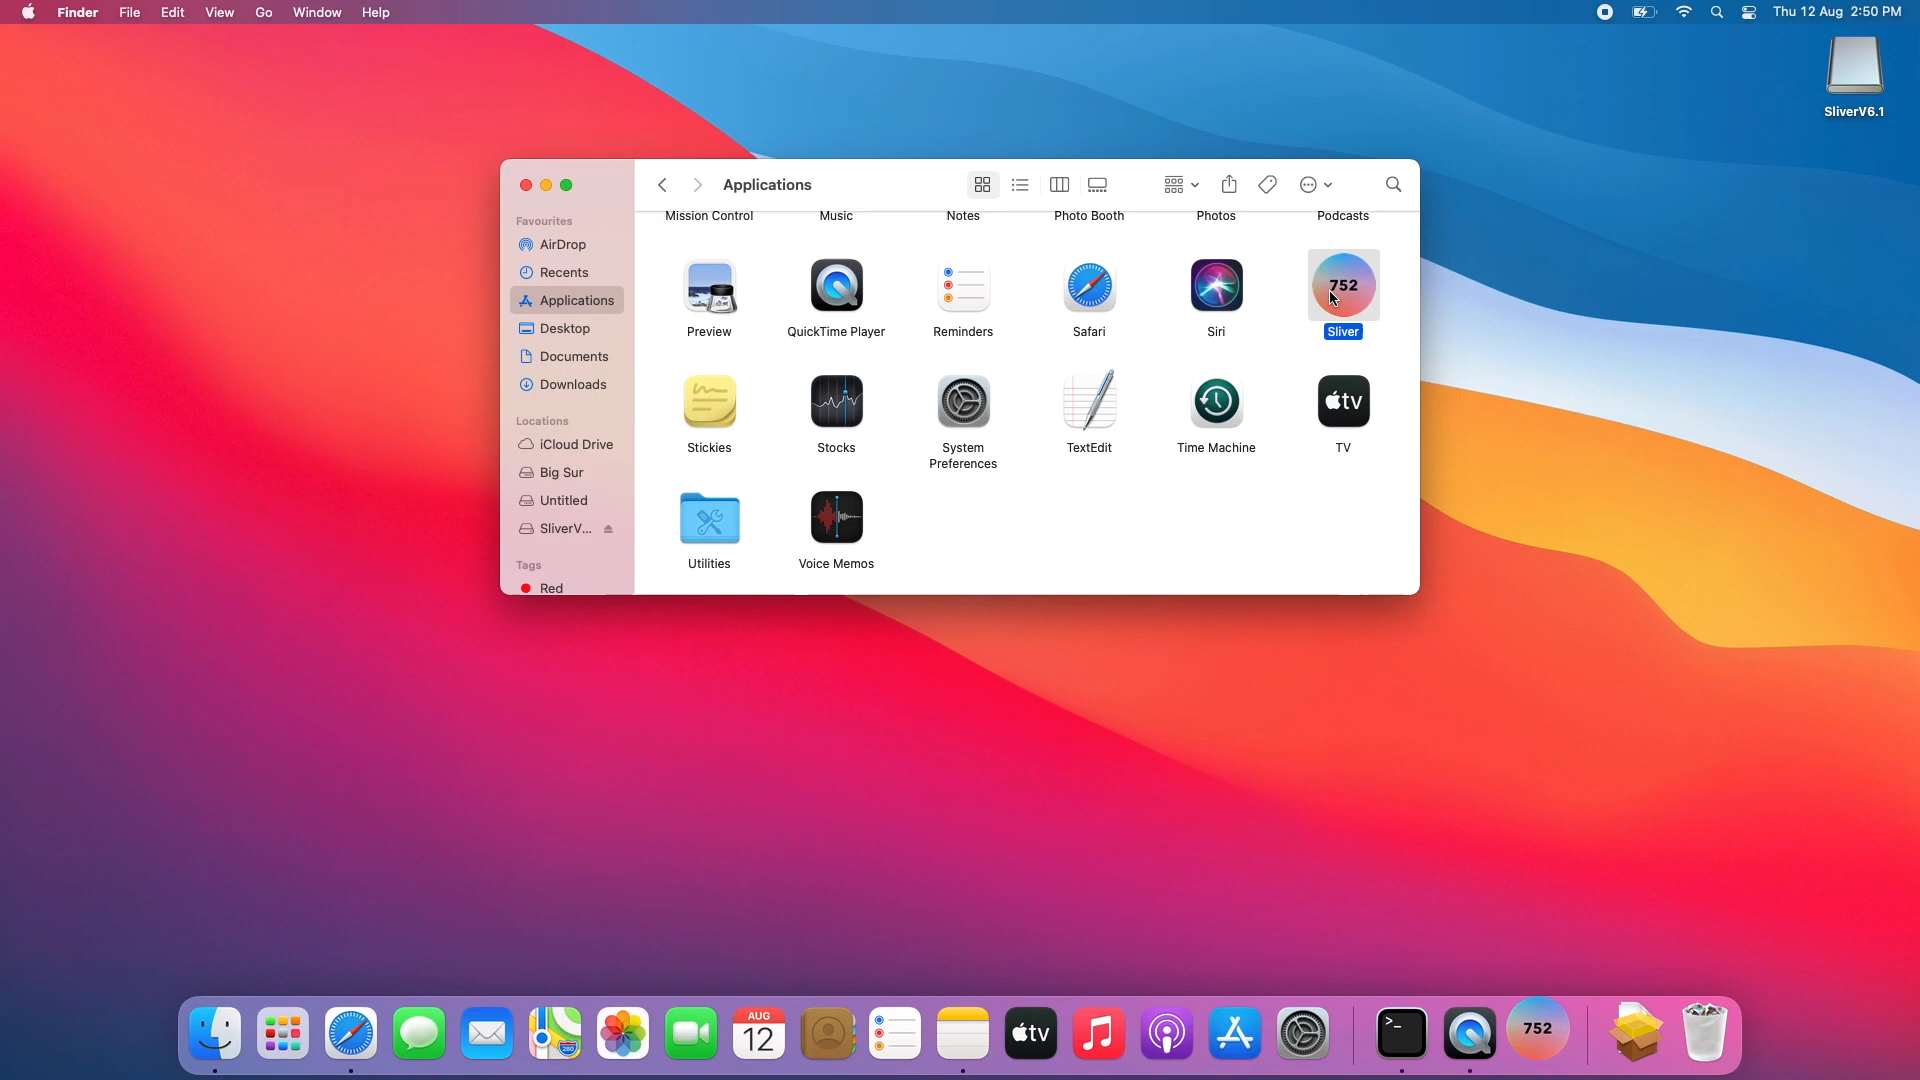 Finder File Edit View Go Window Help
Thu 12 Aug 2:50 PM
SliverV6.1
Applications
Favourites
AirDrop
Recents
Applications
Desktop
Documents
Downloads
Locations
iCloud Drive
Big Sur
Untitled
SliverV...
Tags
Red
Mission Control Music Notes Photo Booth Photos Podcasts
752
Preview QuickTime Player Reminders Safari Siri Sliver
tv
Stickies Stocks System Preferences TextEdit Time Machine TV
Utilities Voice Memos
280
AUG
12
tv
>_
752